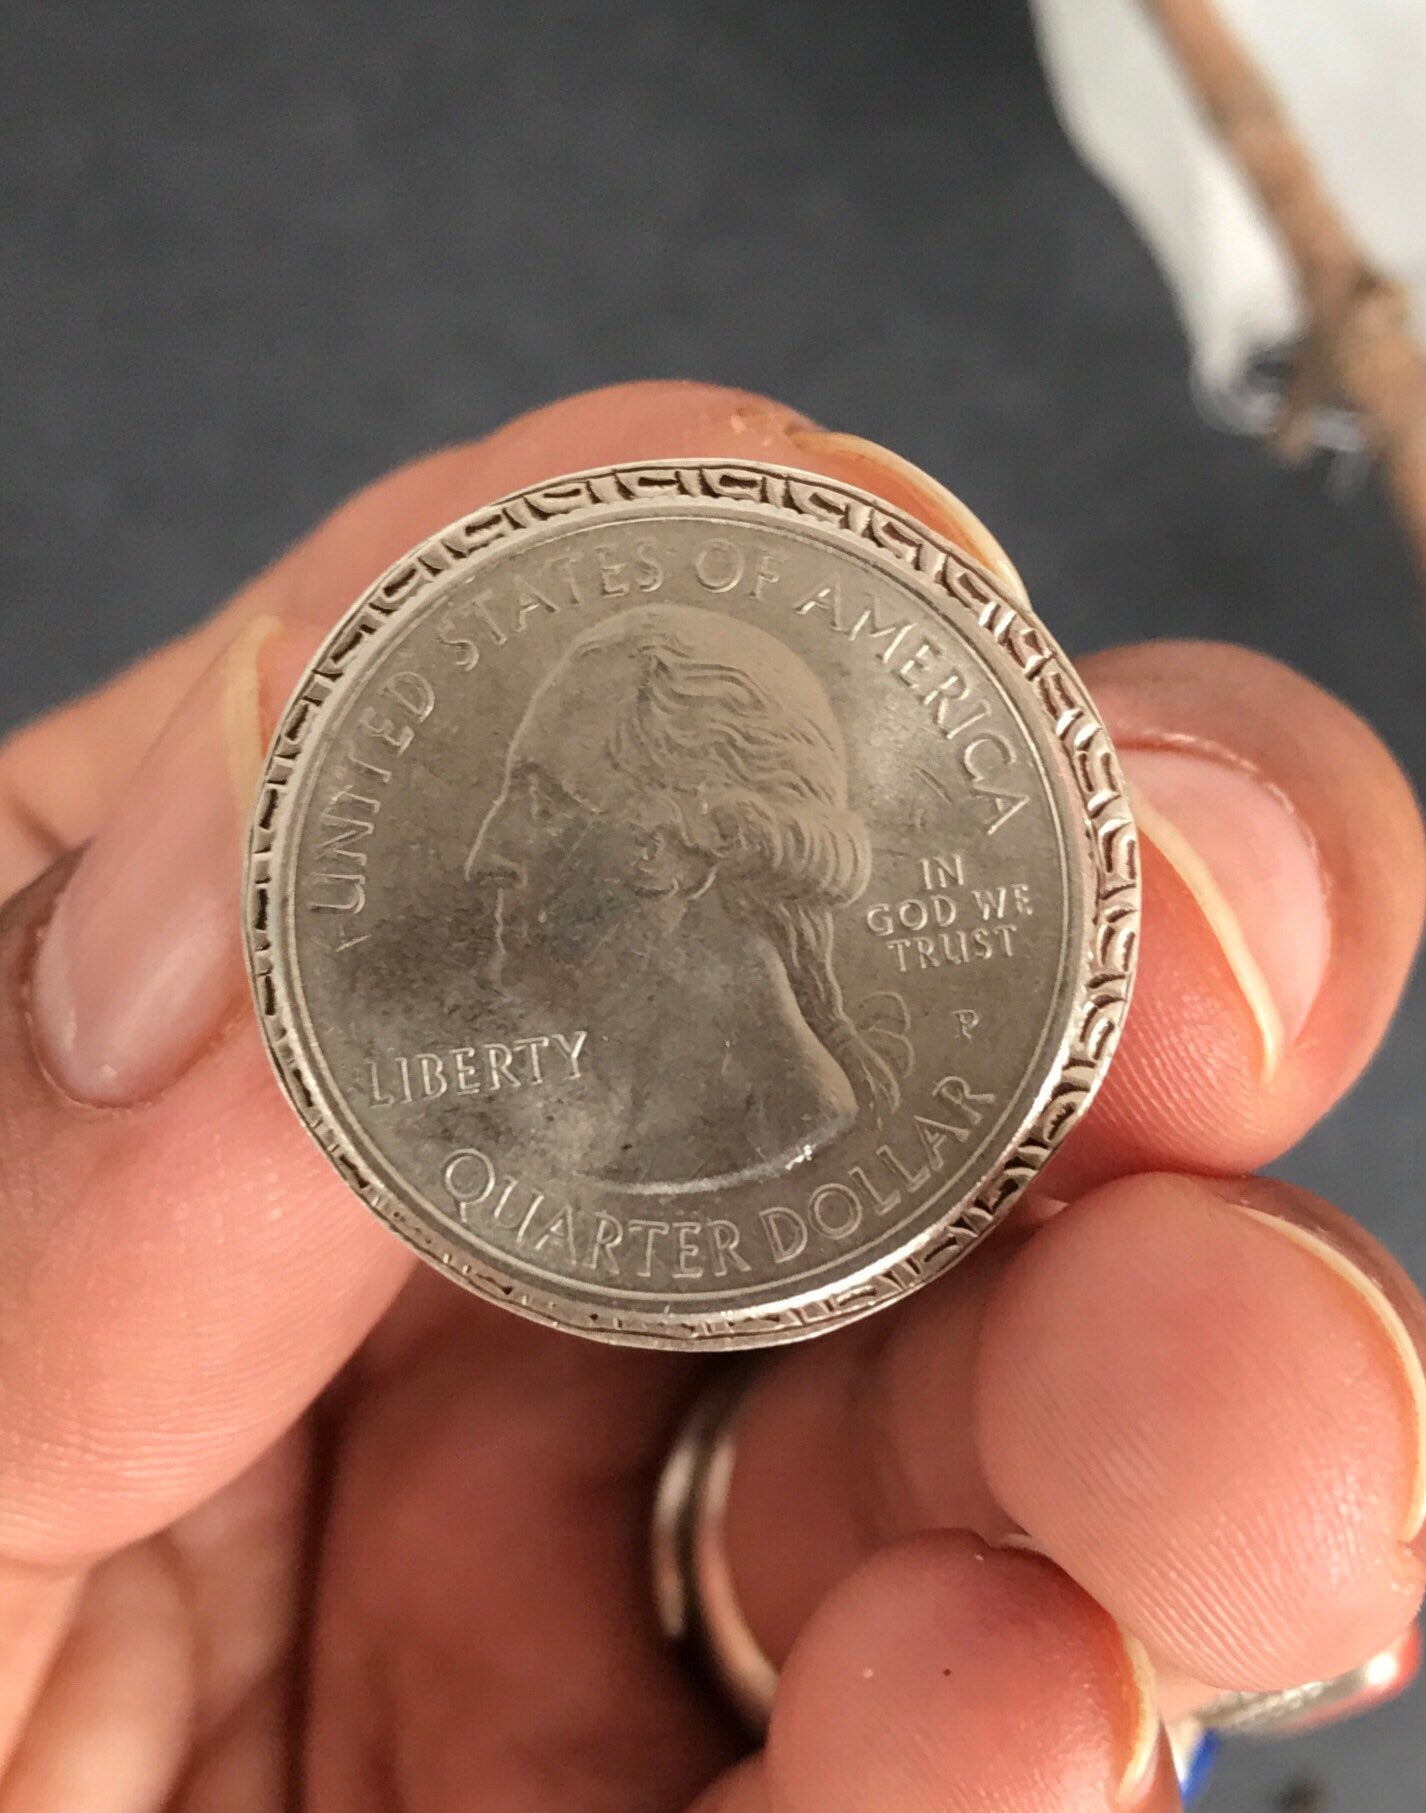 UNITED STATES OF AMERICA
IN
GOD WE
TRUST
P
LIBERTY
QUARTER DOLLAR